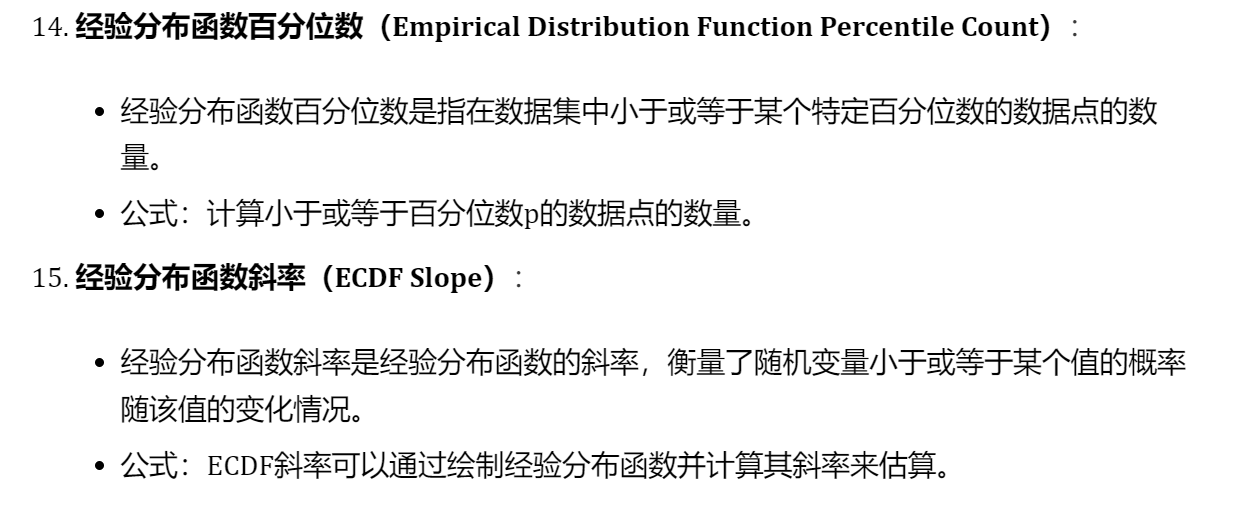 14. 经验分布函数百分位数（Empirical Distribution Function Percentile Count）：
• 经验分布函数百分位数是指在数据集中小于或等于某个特定百分位数的数据点的数
量。
• 公式：计算小于或等于百分位数p的数据点的数量。
15. 经验分布函数斜率（ECDF Slope）：
• 经验分布函数斜率是经验分布函数的斜率，衡量了随机变量小于或等于某个值的概率
随该值的变化情况。
• 公式：ECDF斜率可以通过绘制经验分布函数并计算其斜率来估算。